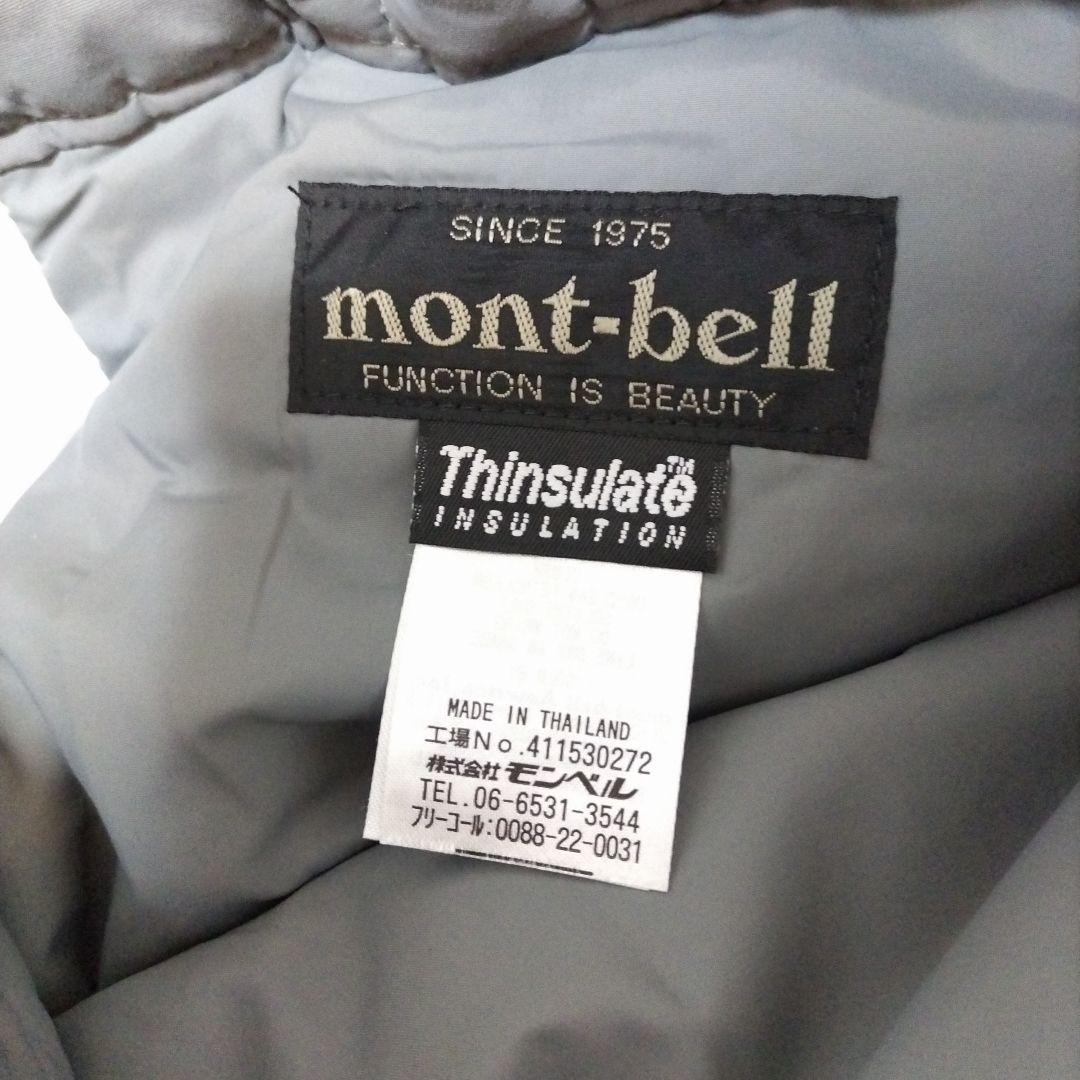 SINCE 1975
mont-bell
FUNCTION IS BEAUTY
Thinsulate™
INSULATION
MADE IN THAILAND
工場No.411530272
株式会社 モンベル
TEL.06-6531-3544
フリーコール:0088-22-0031